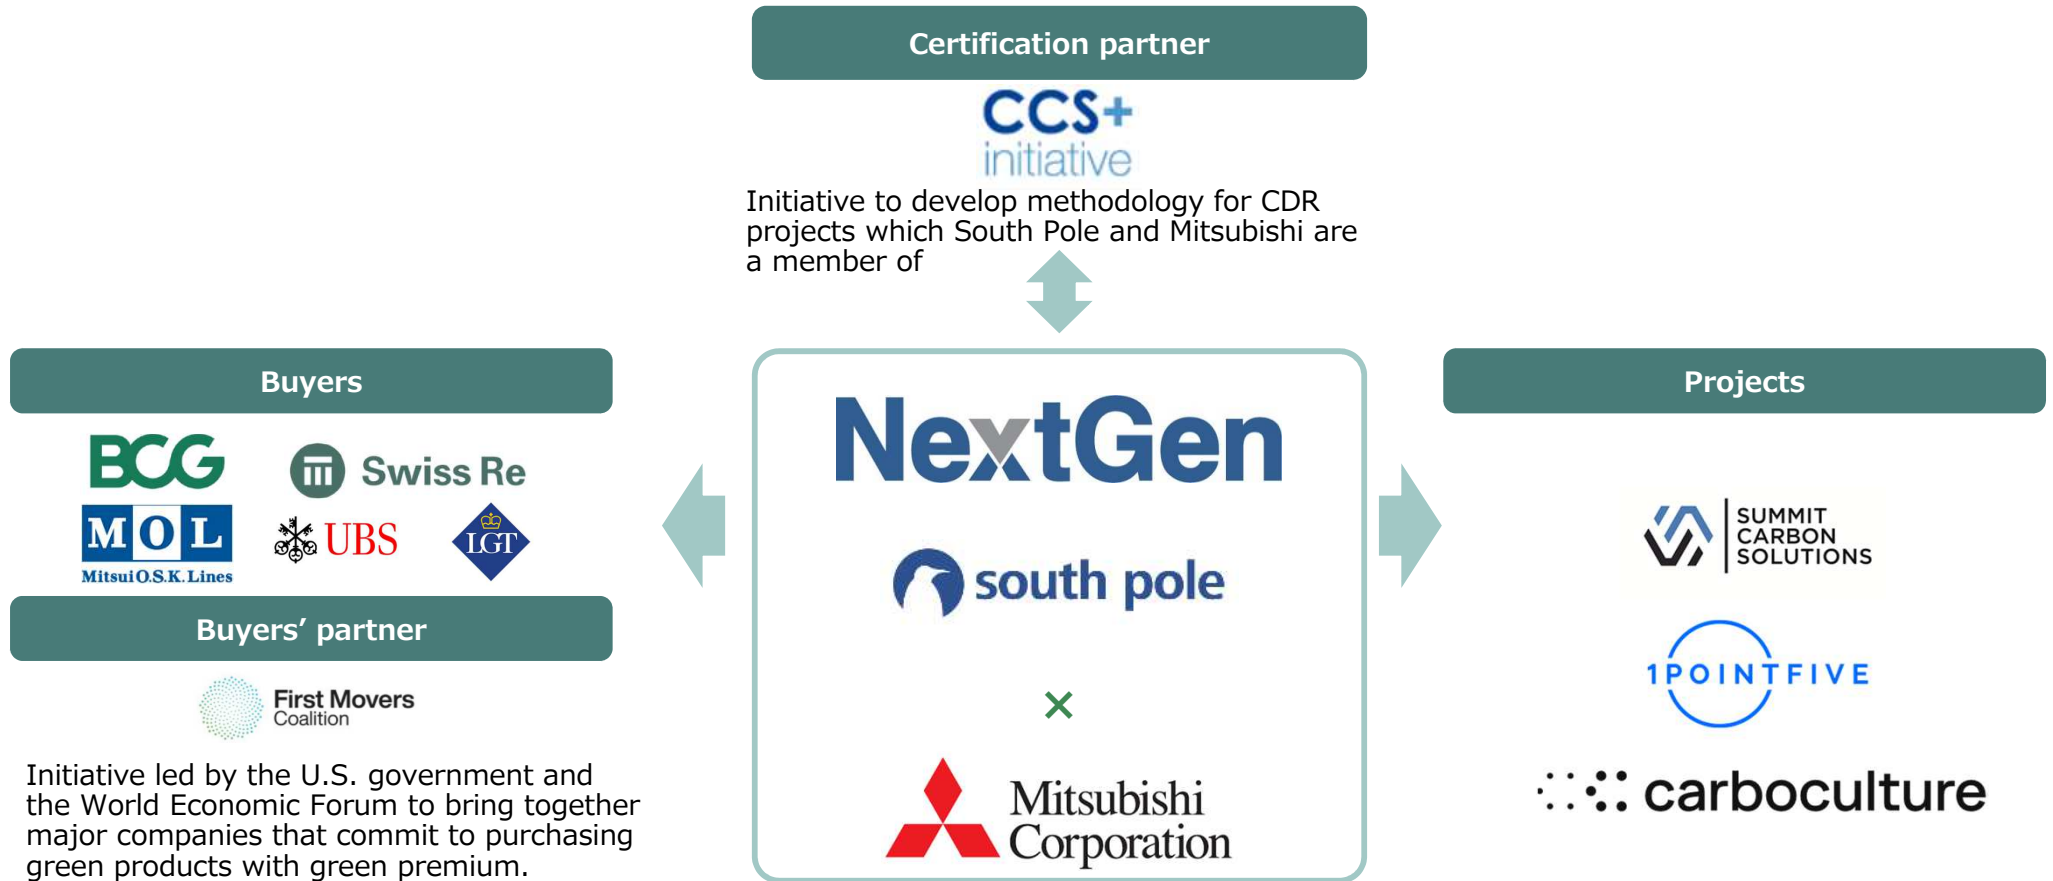 Certification partner
CCS+
initiative
Initiative to develop methodology for CDR
projects which South Pole and Mitsubishi are
a member of
Buyers
BCG
Swiss Re
MOL
Mitsui O.S.K. Lines
UBS
LGT
Buyers’ partner
First Movers
Coalition
Initiative led by the U.S. government and
the World Economic Forum to bring together
major companies that commit to purchasing
green products with green premium.
NextGen
south pole
×
Mitsubishi
Corporation
Projects
SUMMIT
CARBON
SOLUTIONS
1POINTFIVE
carboculture